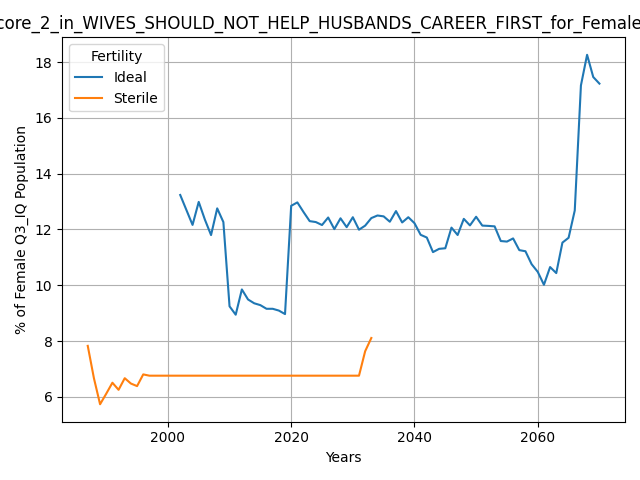 core_2_in_WIVES_SHOULD_NOT_HELP_HUSBANDS_CAREER_FIRST_for_Female
Fertility
Ideal
Sterile
% of Female Q3_IQ Population
18
16
14
12
10
8
6
2000 2020 2040 2060
Years